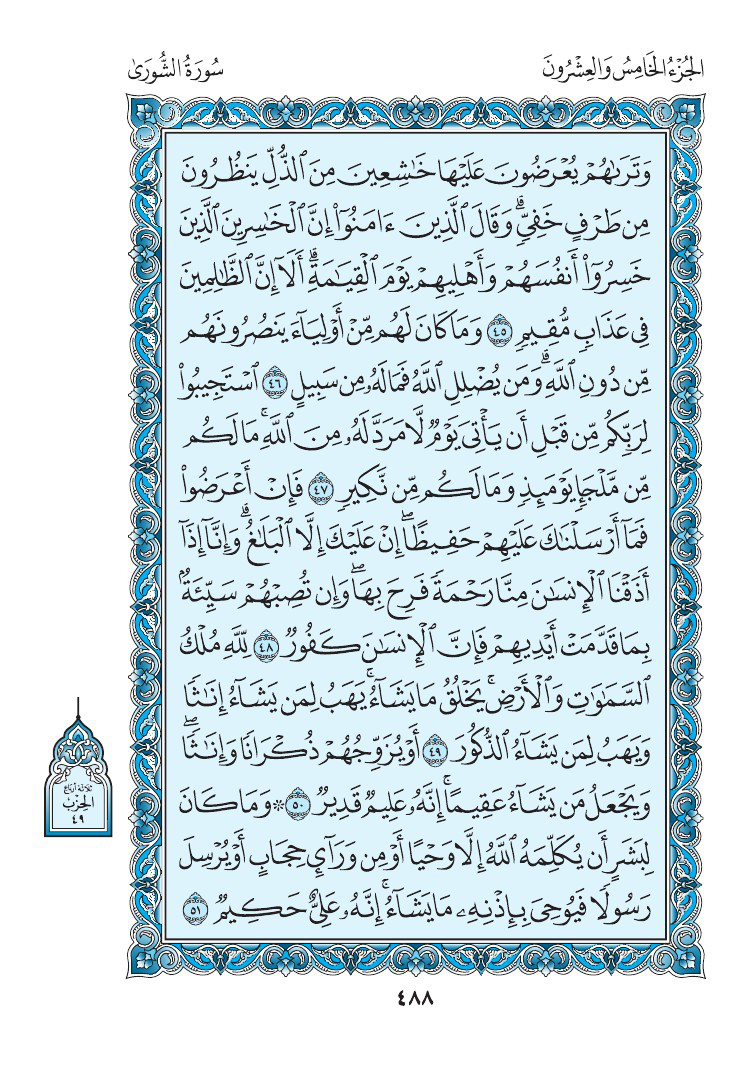 الجُزْءُ الخَامِسُ وَالعِشْرُونَ
سُورَةُ الشُّورَىٰ
وَتَرَىٰهُمْ يُعْرَضُونَ عَلَيْهَا خَٰشِعِينَ مِنَ ٱلذُّلِّ يَنظُرُونَ
مِن طَرْفٍ خَفِىٍّۗ وَقَالَ ٱلَّذِينَ ءَامَنُوٓا۟ إِنَّ ٱلْخَٰسِرِينَ ٱلَّذِينَ
خَسِرُوٓا۟ أَنفُسَهُمْ وَأَهْلِيهِمْ يَوْمَ ٱلْقِيَٰمَةِۗ أَلَآ إِنَّ ٱلظَّٰلِمِينَ
فِى عَذَابٍ مُّقِيمٍ ٤٥ وَمَا كَانَ لَهُم مِّنْ أَوْلِيَآءَ يَنصُرُونَهُم
مِّن دُونِ ٱللَّهِۗ وَمَن يُضْلِلِ ٱللَّهُ فَمَا لَهُۥ مِن سَبِيلٍ ٤٦ ٱسْتَجِيبُوا۟
لِرَبِّكُم مِّن قَبْلِ أَن يَأْتِىَ يَوْمٌ لَّا مَرَدَّ لَهُۥ مِنَ ٱللَّهِۚ مَا لَكُم
مِّن مَّلْجَإٍ يَوْمَئِذٍ وَمَا لَكُم مِّن نَّكِيرٍ ٤٧ فَإِنْ أَعْرَضُوا۟
فَمَآ أَرْسَلْنَٰكَ عَلَيْهِمْ حَفِيظًاۖ إِنْ عَلَيْكَ إِلَّا ٱلْبَلَٰغُۗ وَإِنَّآ إِذَآ
أَذَقْنَا ٱلْإِنسَٰنَ مِنَّا رَحْمَةً فَرِحَ بِهَاۖ وَإِن تُصِبْهُمْ سَيِّئَةٌۢ
بِمَا قَدَّمَتْ أَيْدِيهِمْ فَإِنَّ ٱلْإِنسَٰنَ كَفُورٌ ٤٨ لِّلَّهِ مُلْكُ
ٱلسَّمَٰوَٰتِ وَٱلْأَرْضِۚ يَخْلُقُ مَا يَشَآءُۚ يَهَبُ لِمَن يَشَآءُ إِنَٰثًا
وَيَهَبُ لِمَن يَشَآءُ ٱلذُّكُورَ ٤٩ أَوْ يُزَوِّجُهُمْ ذُكْرَانًا وَإِنَٰثًاۖ
وَيَجْعَلُ مَن يَشَآءُ عَقِيمًاۚ إِنَّهُۥ عَلِيمٌ قَدِيرٌ ٥٠ ۞ وَمَا كَانَ
لِبَشَرٍ أَن يُكَلِّمَهُ ٱللَّهُ إِلَّا وَحْيًا أَوْ مِن وَرَآئِ حِجَابٍ أَوْ يُرْسِلَ
رَسُولًا فَيُوحِىَ بِإِذْنِهِۦ مَا يَشَآءُۚ إِنَّهُۥ عَلِىٌّ حَكِيمٌ ٥١
ثلاثة أرباع
الحِزْب
٤٩
٤٨٨